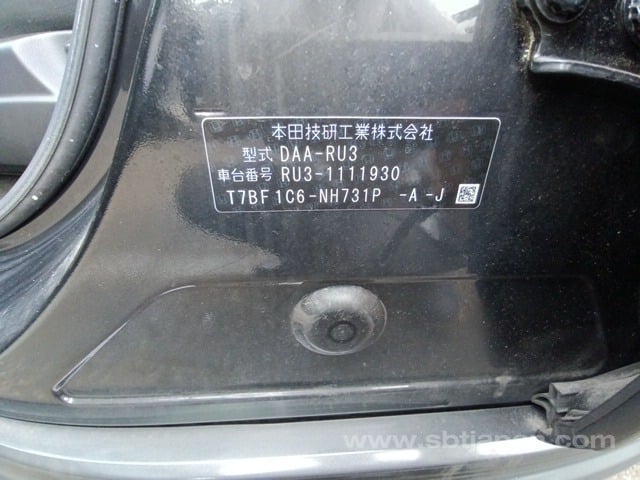 本田技研工業株式会社
型式 DAA-RU3
車台番号 RU3-1111930
T7BF1C6-NH731P -A -J
www.sbtjapan.com